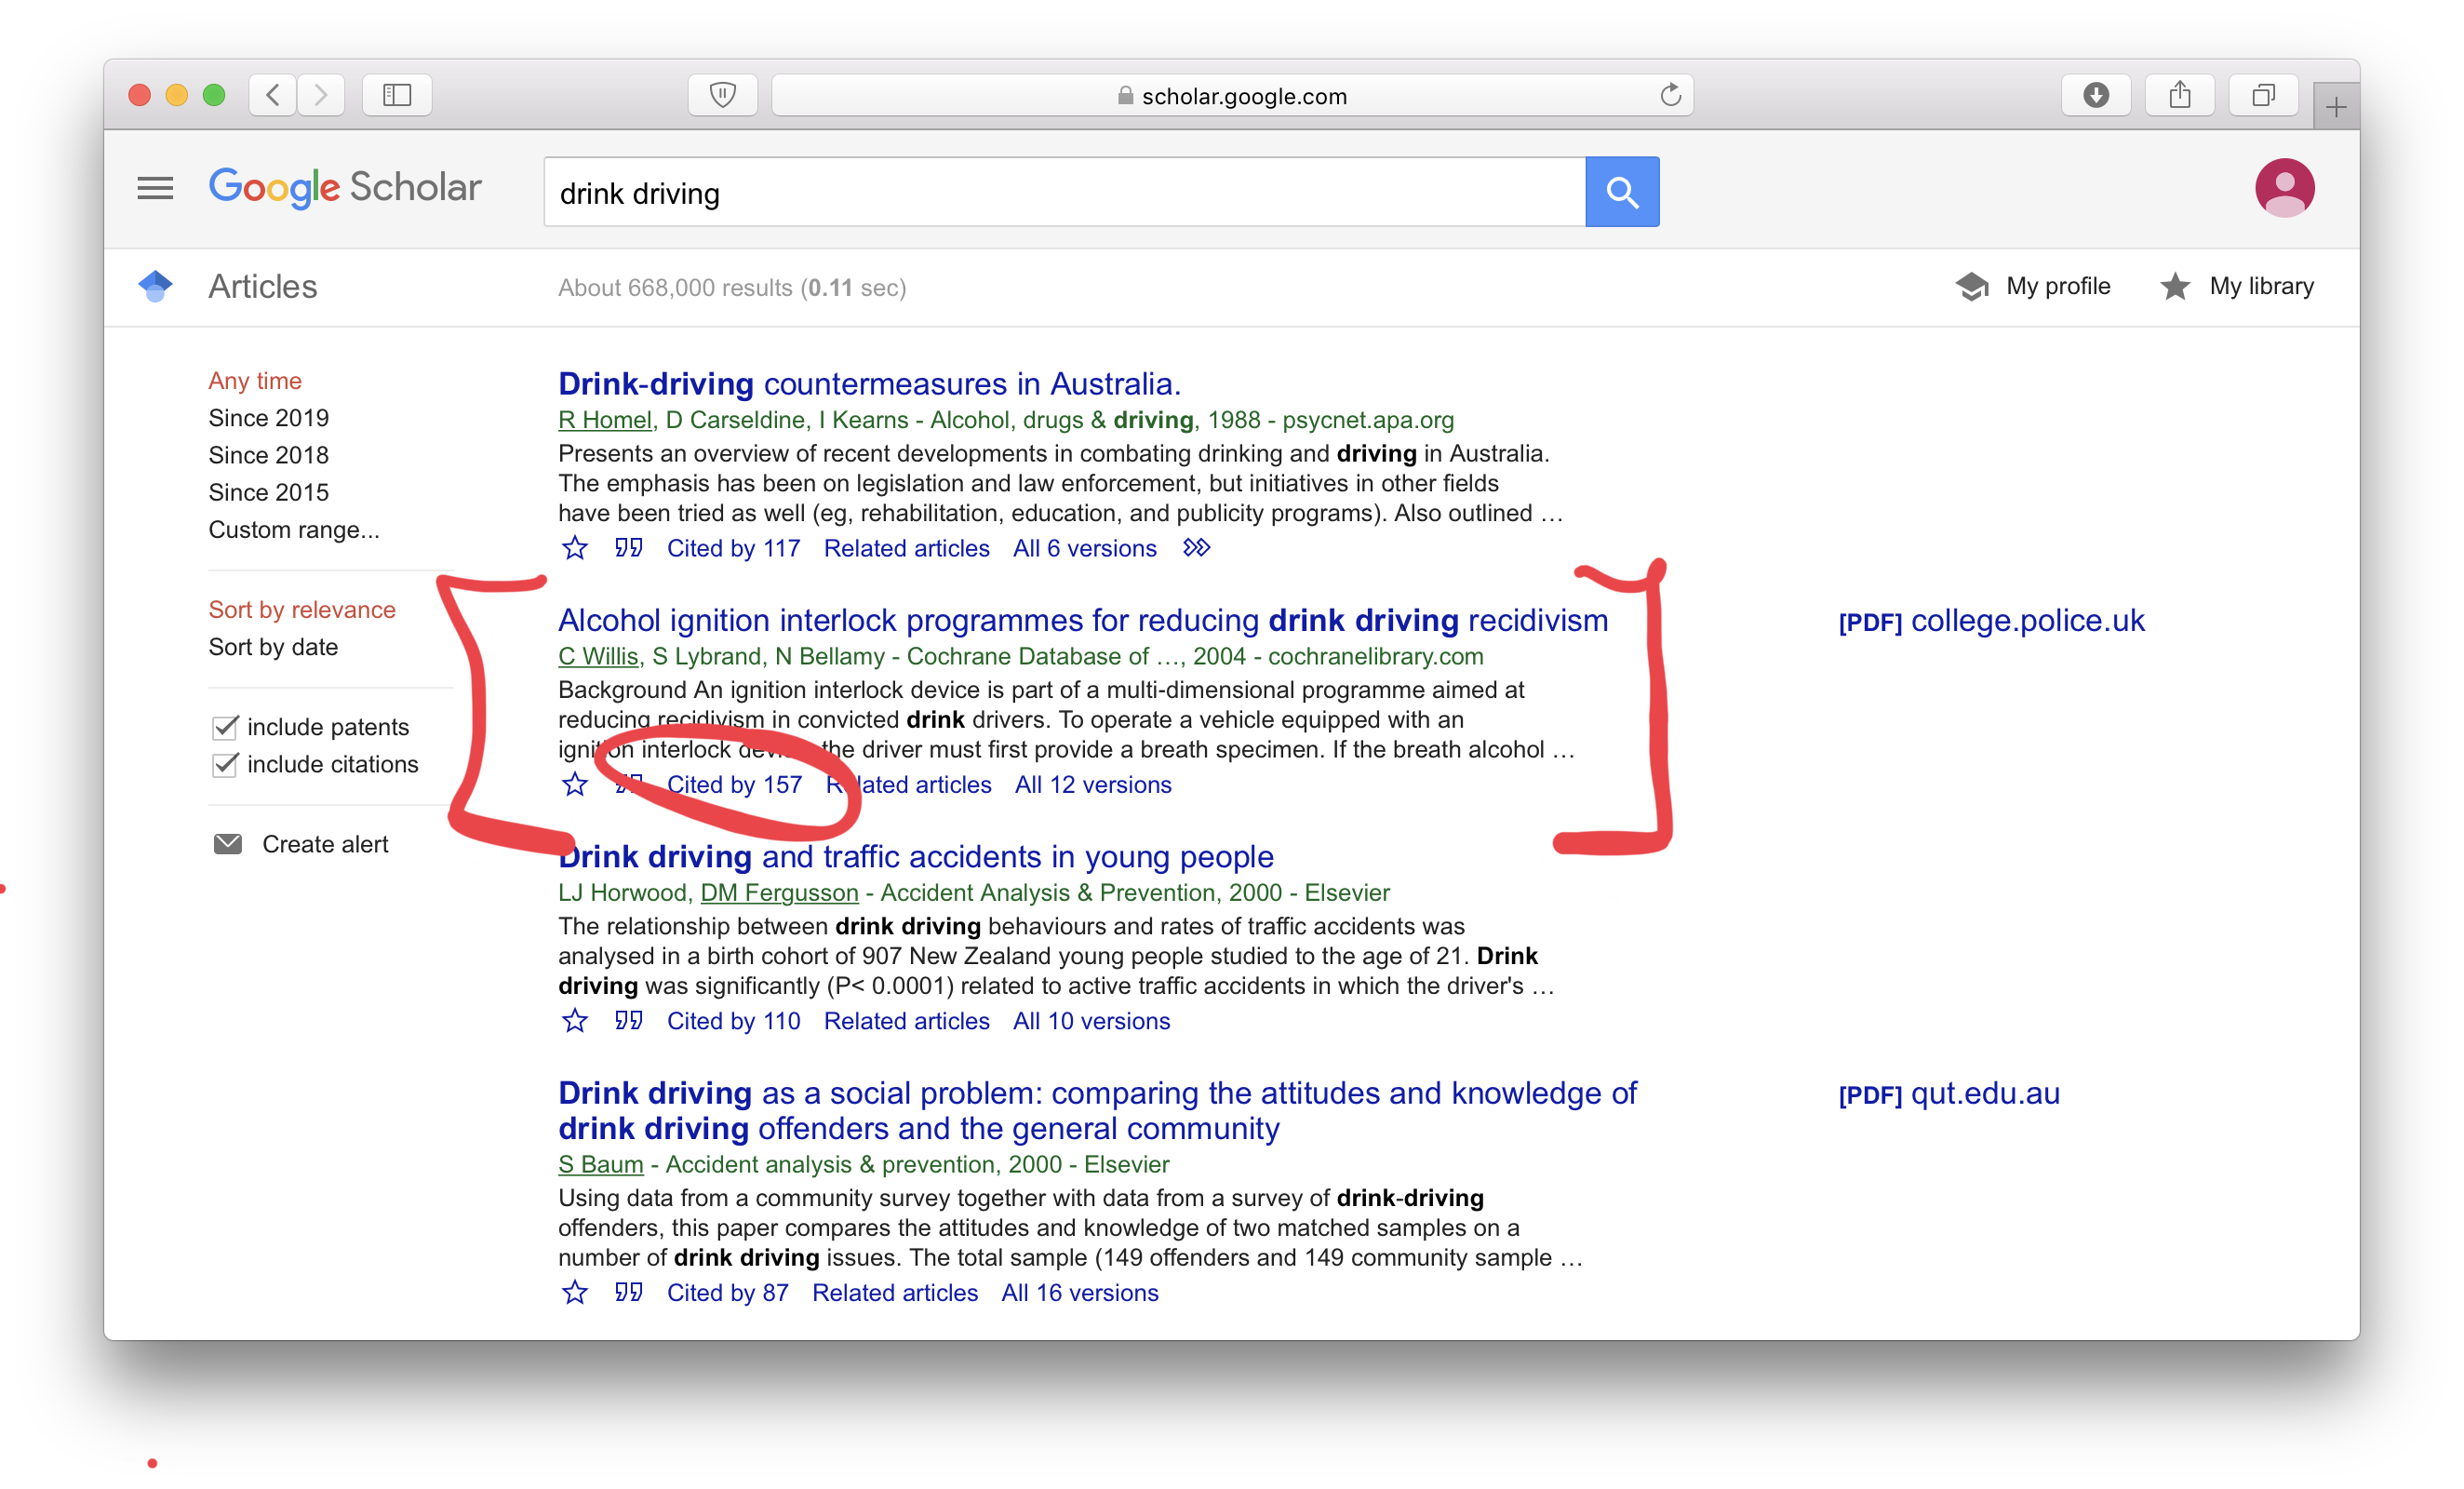 scholar.google.com
Google Scholar
drink driving
Articles
About 668,000 results (0.11 sec)
My profile
My library
Any time
Since 2019
Since 2018
Since 2015
Custom range...
Sort by relevance
Sort by date
include patents
include citations
Create alert
Drink-driving countermeasures in Australia.
R Homel, D Carseldine, I Kearns - Alcohol, drugs & driving, 1988 - psycnet.apa.org
Presents an overview of recent developments in combating drinking and driving in Australia.
The emphasis has been on legislation and law enforcement, but initiatives in other fields
have been tried as well (eg, rehabilitation, education, and publicity programs). Also outlined …
Cited by 117 Related articles All 6 versions
Alcohol ignition interlock programmes for reducing drink driving recidivism
[PDF] college.police.uk
C Willis, S Lybrand, N Bellamy - Cochrane Database of …, 2004 - cochranelibrary.com
Background An ignition interlock device is part of a multi-dimensional programme aimed at
reducing recidivism in convicted drink drivers. To operate a vehicle equipped with an
ignition interlock device the driver must first provide a breath specimen. If the breath alcohol …
Cited by 157 Related articles All 12 versions
Drink driving and traffic accidents in young people
LJ Horwood, DM Fergusson - Accident Analysis & Prevention, 2000 - Elsevier
The relationship between drink driving behaviours and rates of traffic accidents was
analysed in a birth cohort of 907 New Zealand young people studied to the age of 21. Drink
driving was significantly (P< 0.0001) related to active traffic accidents in which the driver's …
Cited by 110 Related articles All 10 versions
Drink driving as a social problem: comparing the attitudes and knowledge of
drink driving offenders and the general community
[PDF] qut.edu.au
S Baum - Accident analysis & prevention, 2000 - Elsevier
Using data from a community survey together with data from a survey of drink-driving
offenders, this paper compares the attitudes and knowledge of two matched samples on a
number of drink driving issues. The total sample (149 offenders and 149 community sample …
Cited by 87 Related articles All 16 versions